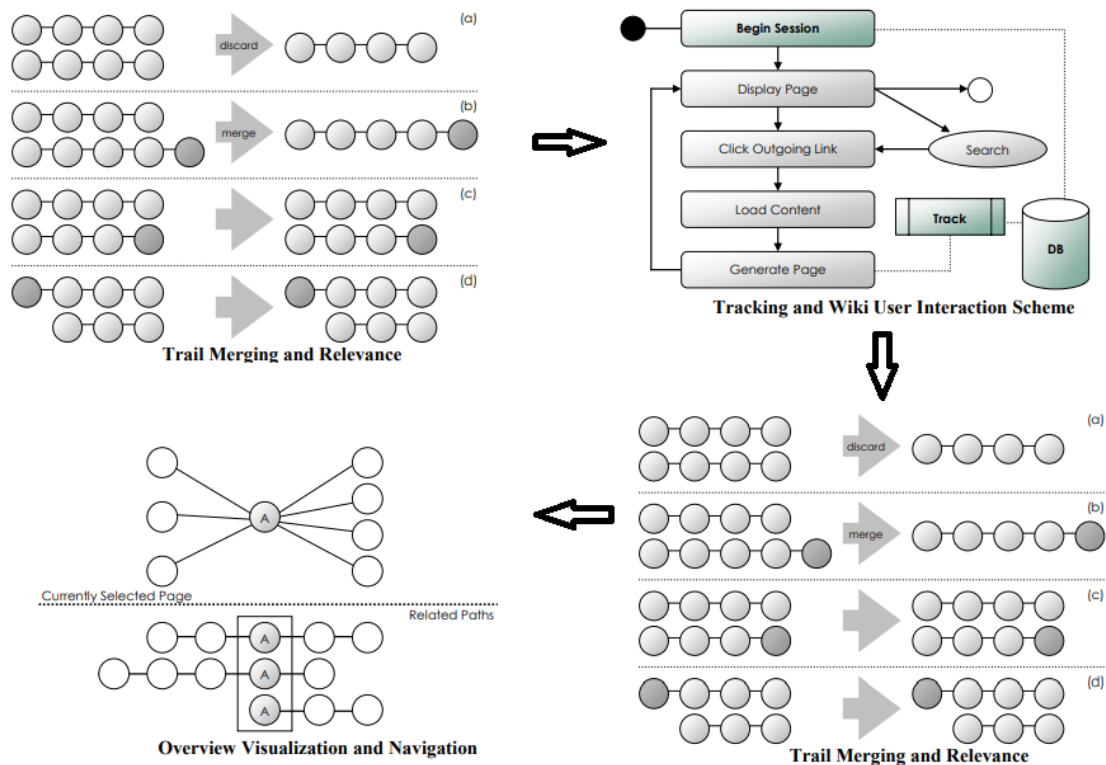 (a)
discard
(b)
merge
(c)
(d)
Trail Merging and Relevance
Begin Session
Display Page
Click Outgoing Link
Search
Load Content
Track
DB
Generate Page
Tracking and Wiki User Interaction Scheme
(a)
discard
(b)
merge
(c)
(d)
Trail Merging and Relevance
A
Currently Selected Page
Related Paths
A
A
A
Overview Visualization and Navigation